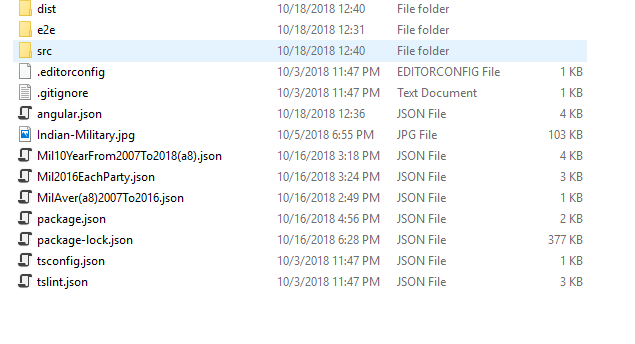 dist 10/18/2018 12:40 File folder
e2e 10/18/2018 12:31 File folder
src 10/18/2018 12:40 File folder
.editorconfig 10/3/2018 11:47 PM EDITORCONFIG File 1 KB
.gitignore 10/3/2018 11:47 PM Text Document 1 KB
angular.json 10/18/2018 12:36 JSON File 4 KB
Indian-Military.jpg 10/5/2018 6:55 PM JPG File 103 KB
Mil10YearFrom2007To2018(a8).json 10/16/2018 3:18 PM JSON File 4 KB
Mil2016EachParty.json 10/16/2018 3:24 PM JSON File 3 KB
MilAver(a8)2007To2016.json 10/16/2018 2:49 PM JSON File 1 KB
package.json 10/16/2018 4:56 PM JSON File 2 KB
package-lock.json 10/16/2018 6:28 PM JSON File 377 KB
tsconfig.json 10/3/2018 11:47 PM JSON File 1 KB
tslint.json 10/3/2018 11:47 PM JSON File 3 KB